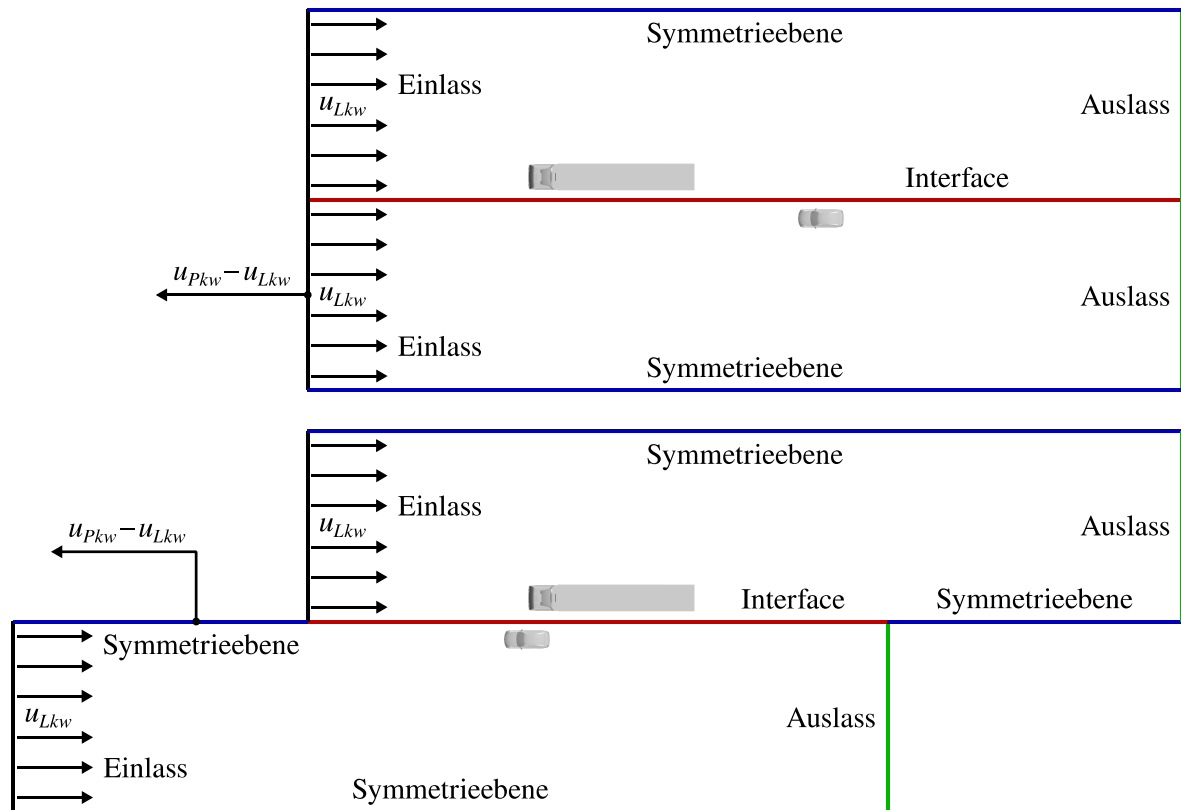 Symmetrieebene
Einlass
u_Lkw
Auslass
Interface
u_Pkw−u_Lkw
u_Lkw
Auslass
Einlass
Symmetrieebene
Symmetrieebene
Einlass
u_Lkw
Auslass
u_Pkw−u_Lkw
Interface
Symmetrieebene
Symmetrieebene
u_Lkw
Auslass
Einlass
Symmetrieebene